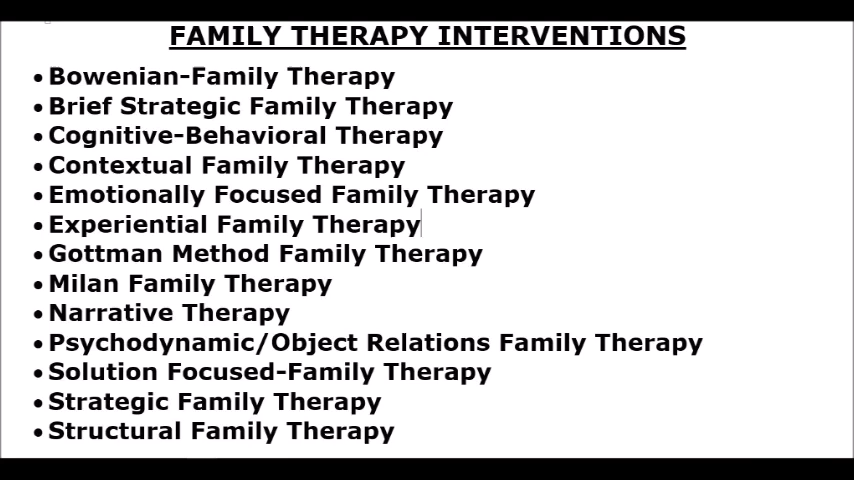 FAMILY THERAPY INTERVENTIONS
• Bowenian-Family Therapy
• Brief Strategic Family Therapy
• Cognitive-Behavioral Therapy
• Contextual Family Therapy
• Emotionally Focused Family Therapy
• Experiential Family Therapy
• Gottman Method Family Therapy
• Milan Family Therapy
• Narrative Therapy
• Psychodynamic/Object Relations Family Therapy
• Solution Focused-Family Therapy
• Strategic Family Therapy
• Structural Family Therapy